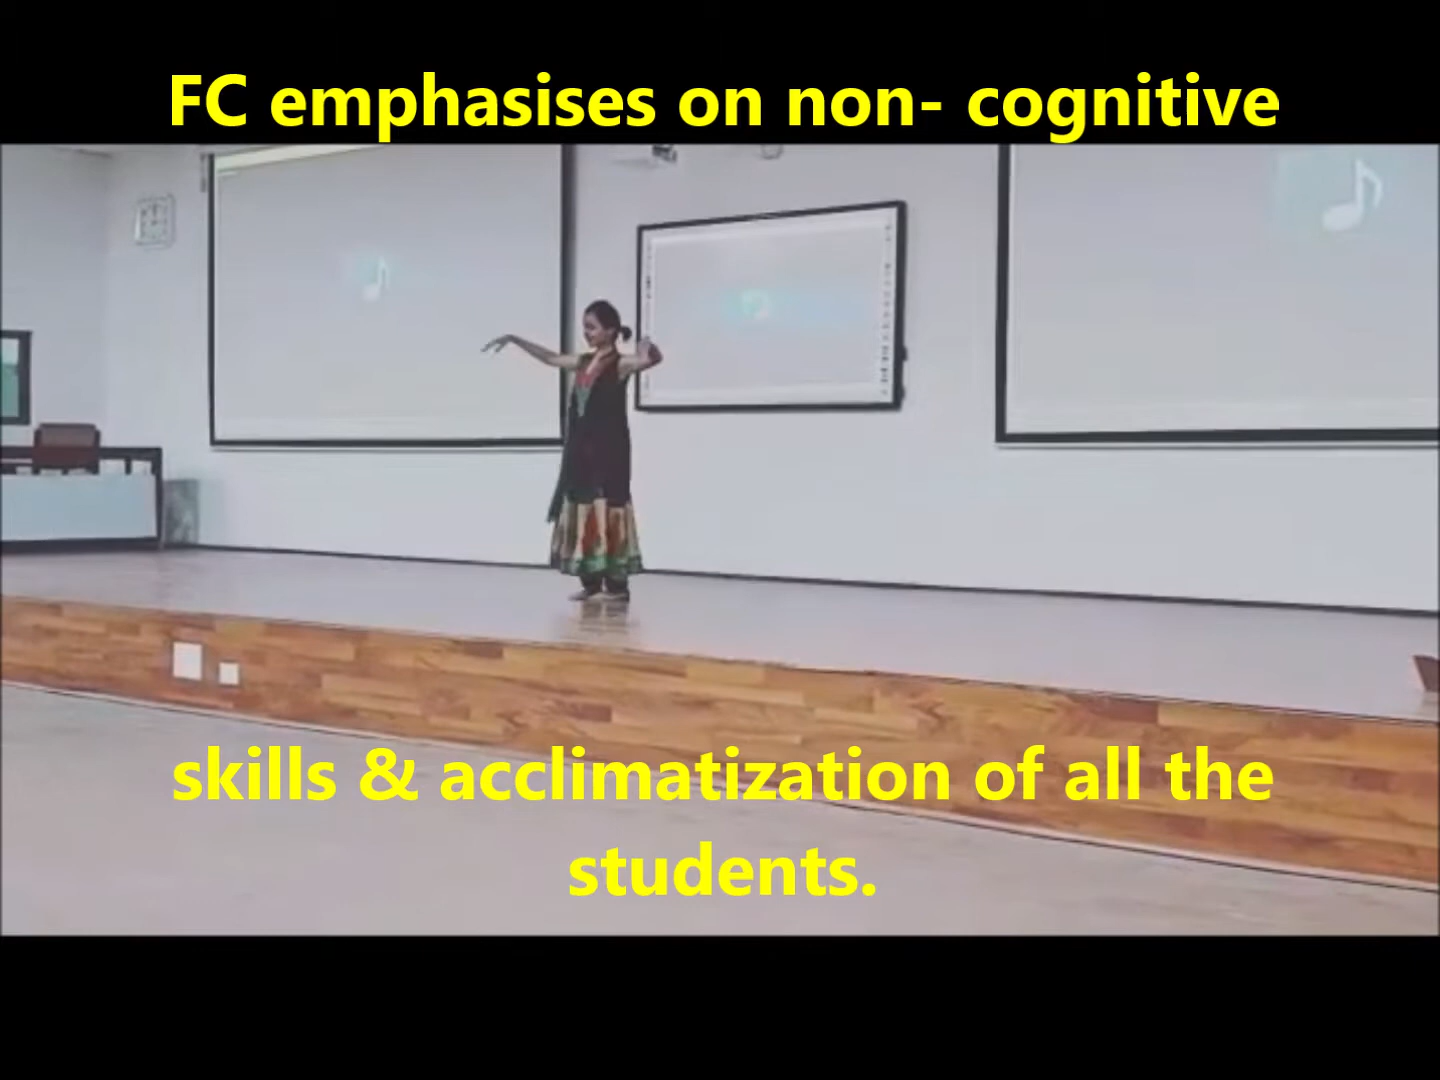 FC emphasises on non- cognitive
skills & acclimatization of all the
students.